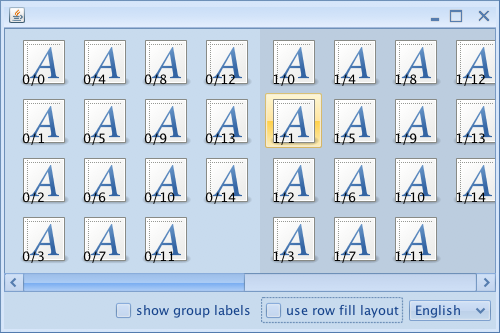 0/0 0/4 0/8 0/12 1/0 1/4 1/8 1/12
0/1 0/5 0/9 0/13 1/1 1/5 1/9 1/13
0/2 0/6 0/10 0/14 1/2 1/6 1/10 1/14
0/3 0/7 0/11 1/3 1/7 1/11
show group labels use row fill layout English